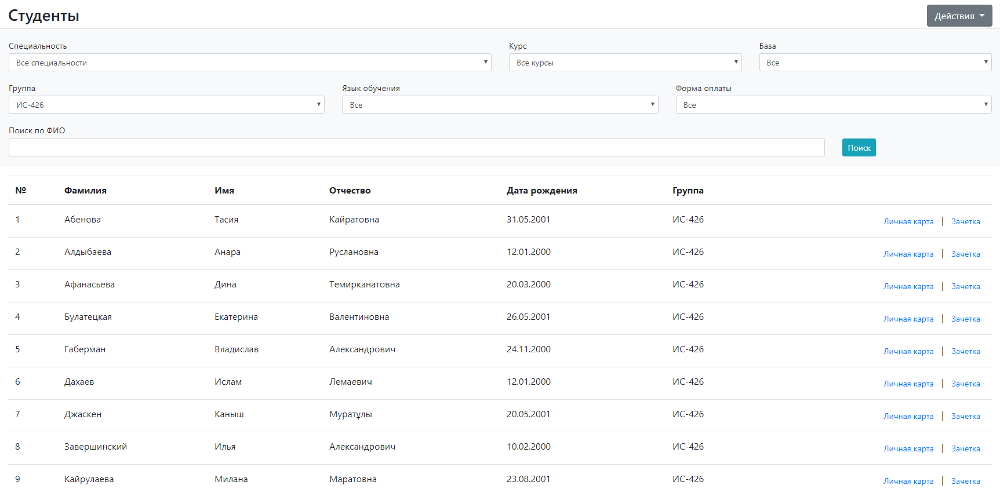 Студенты
Действия
Специальность Курс База
Все специальности Все курсы Все
Группа Язык обучения Форма оплаты
ИС-426 Все Все
Поиск по ФИО
Поиск
№ Фамилия Имя Отчество Дата рождения Группа
1 Абенова Тасия Кайратовна 31.05.2001 ИС-426 Личная карта | Зачетка
2 Алдыбаева Анара Руслановна 12.01.2000 ИС-426 Личная карта | Зачетка
3 Афанасьева Дина Темирканатовна 20.03.2000 ИС-426 Личная карта | Зачетка
4 Булатецкая Екатерина Валентиновна 26.05.2001 ИС-426 Личная карта | Зачетка
5 Габерман Владислав Александрович 24.11.2000 ИС-426 Личная карта | Зачетка
6 Дахаев Ислам Лемаевич 12.01.2000 ИС-426 Личная карта | Зачетка
7 Джаскен Каныш Муратұлы 20.05.2001 ИС-426 Личная карта | Зачетка
8 Завершинский Илья Александрович 10.02.2000 ИС-426 Личная карта | Зачетка
9 Кайрулаева Милана Маратовна 23.08.2001 ИС-426 Личная карта | Зачетка